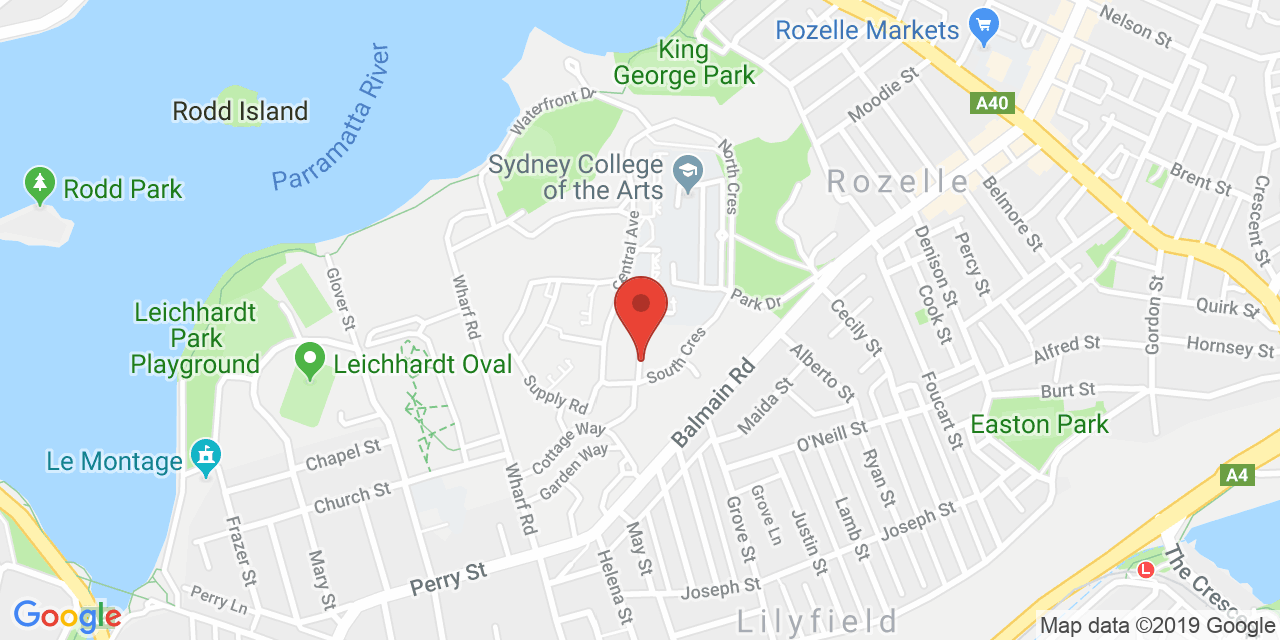 Nelson St
Rozelle Markets
King
George Park
Parramatta River
Moodie St
A40
Rodd Island
Waterfront Dr
North Cres
Sydney College
of the Arts
Rodd Park
Rozelle
Brent St
Crescent St
Belmore St
Percy St
Denison St
Cook St
Central Ave
Glover St
Wharf Rd
Park Dr
Cecily St
Quirk St
Gordon St
Leichhardt
Park
Playground
Leichhardt Oval
South Cres
Alfred St
Hornsey St
Alberto St
Burt St
Foucart St
Supply Rd
Balmain Rd
Maida St
Easton Park
O'Neill St
Cottage Way
Garden Way
Chapel St
Le Montage
Church St
Wharf Rd
Ryan St
A4
Grove St
Grove Ln
Justin St
Lamb St
Joseph St
Frazer St
Mary St
May St
Helena St
Perry St
Joseph St
Perry Ln
L
The Cresc
Lilyfield
Google
Map data ©2019 Google